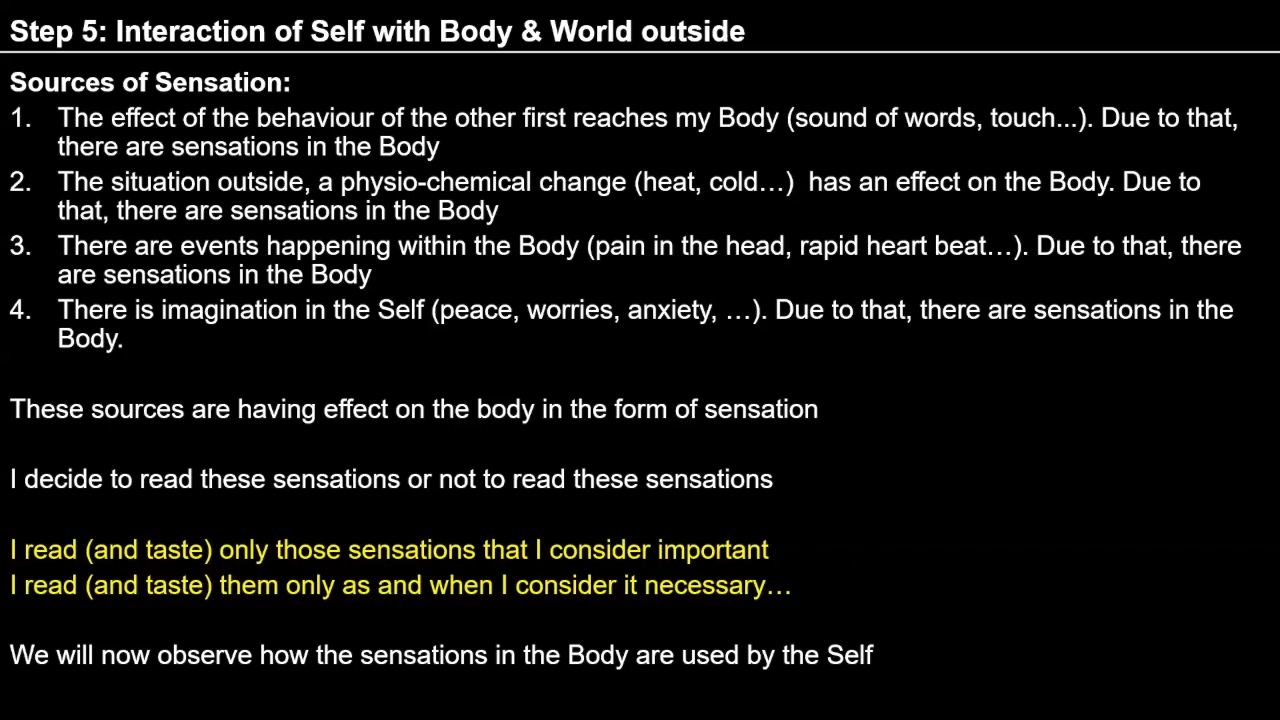 Step 5: Interaction of Self with Body & World outside
Sources of Sensation:
1. The effect of the behaviour of the other first reaches my Body (sound of words, touch...). Due to that,
there are sensations in the Body
2. The situation outside, a physio-chemical change (heat, cold…)  has an effect on the Body. Due to
that, there are sensations in the Body
3. There are events happening within the Body (pain in the head, rapid heart beat…). Due to that, there
are sensations in the Body
4. There is imagination in the Self (peace, worries, anxiety, …). Due to that, there are sensations in the
Body.
These sources are having effect on the body in the form of sensation
I decide to read these sensations or not to read these sensations
I read (and taste) only those sensations that I consider important
I read (and taste) them only as and when I consider it necessary…
We will now observe how the sensations in the Body are used by the Self